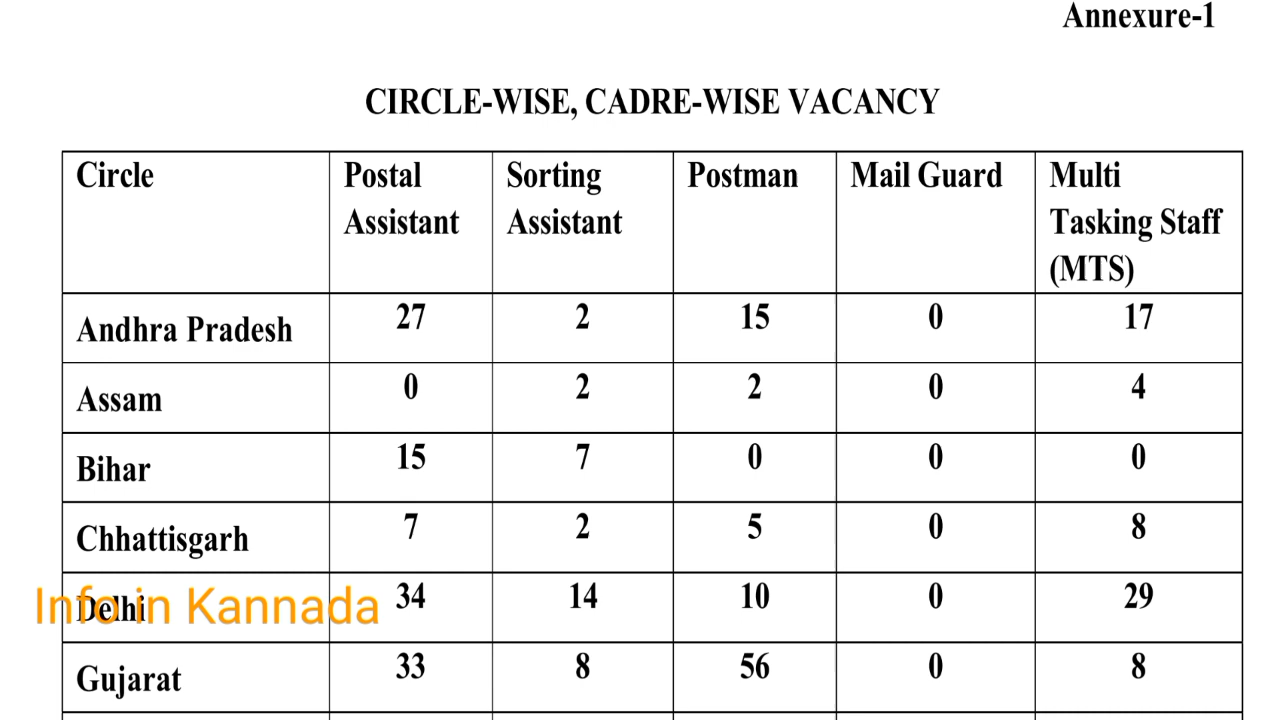 Annexure-1
CIRCLE-WISE, CADRE-WISE VACANCY
Circle Postal Assistant Sorting Assistant Postman Mail Guard Multi Tasking Staff (MTS)
Andhra Pradesh 27 2 15 0 17
Assam 0 2 2 0 4
Bihar 15 7 0 0 0
Chhattisgarh 7 2 5 0 8
Delhi 34 14 10 0 29
Info in Kannada
Gujarat 33 8 56 0 8